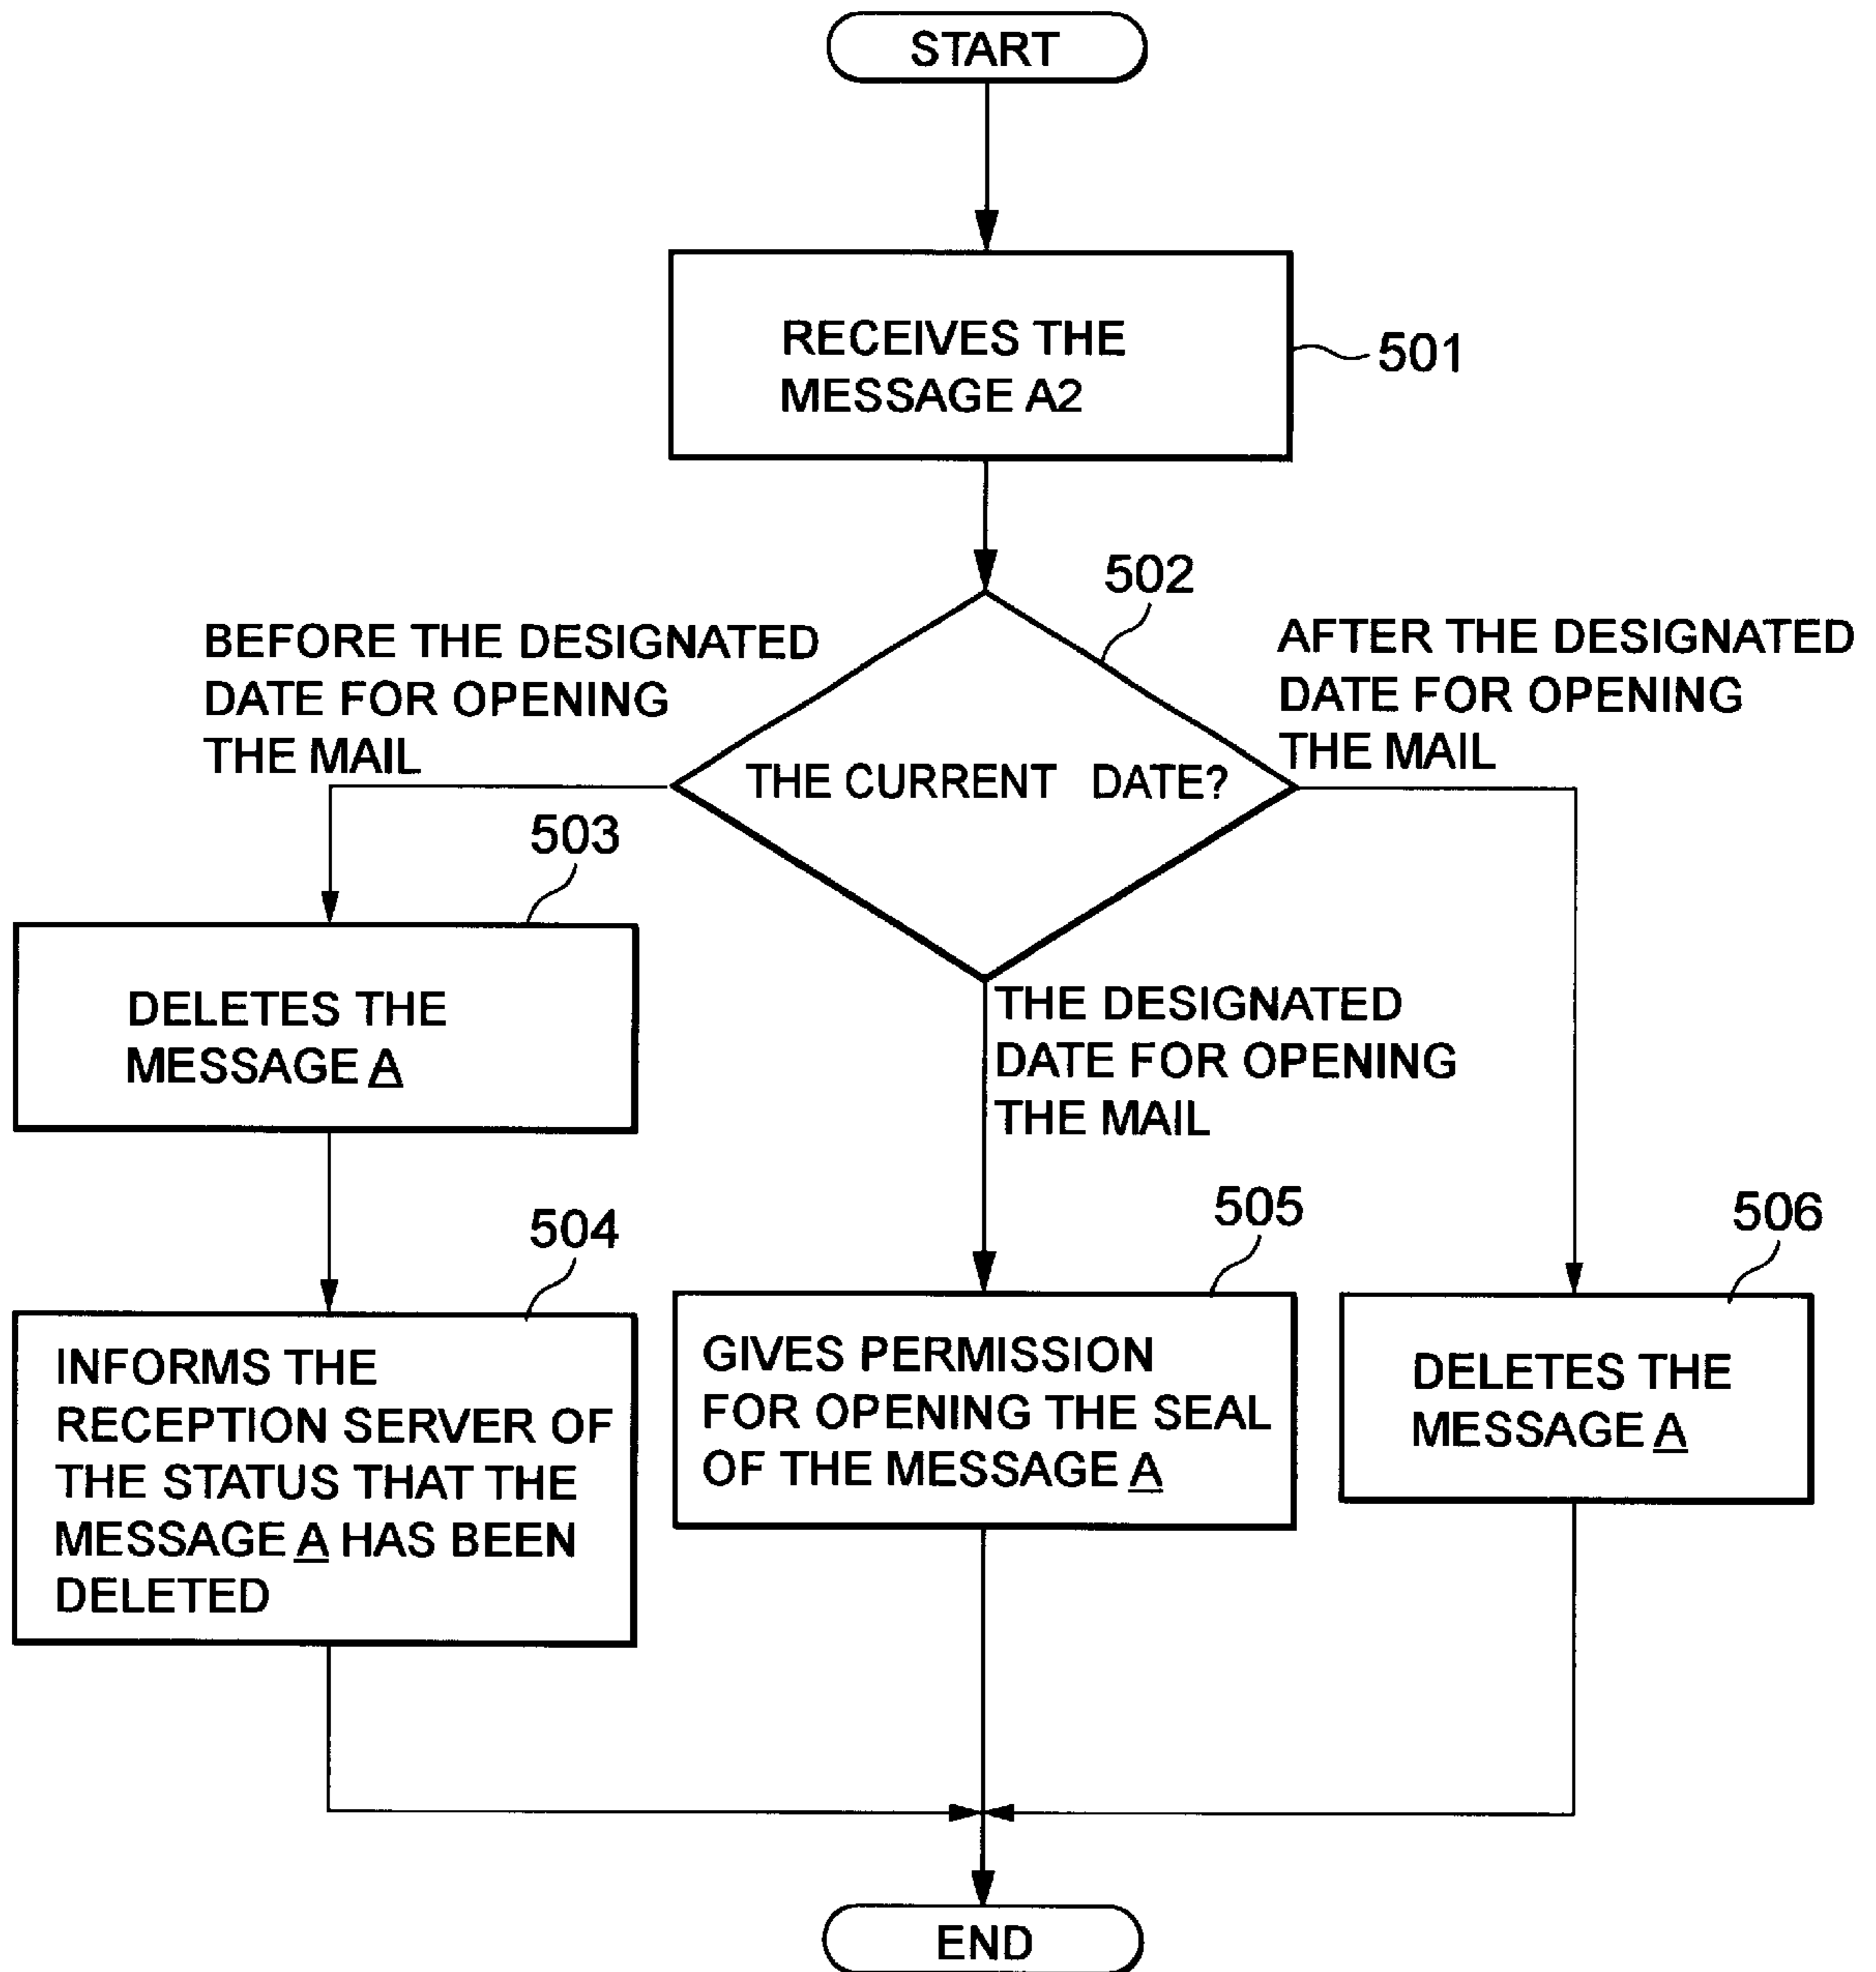 START
RECEIVES THE
MESSAGE A2
501
502
BEFORE THE DESIGNATED
DATE FOR OPENING
THE MAIL
AFTER THE DESIGNATED
DATE FOR OPENING
THE MAIL
THE CURRENT DATE?
503
DELETES THE
MESSAGE A
THE DESIGNATED
DATE FOR OPENING
THE MAIL
504
INFORMS THE
RECEPTION SERVER OF
THE STATUS THAT THE
MESSAGE A HAS BEEN
DELETED
505
GIVES PERMISSION
FOR OPENING THE SEAL
OF THE MESSAGE A
506
DELETES THE
MESSAGE A
END